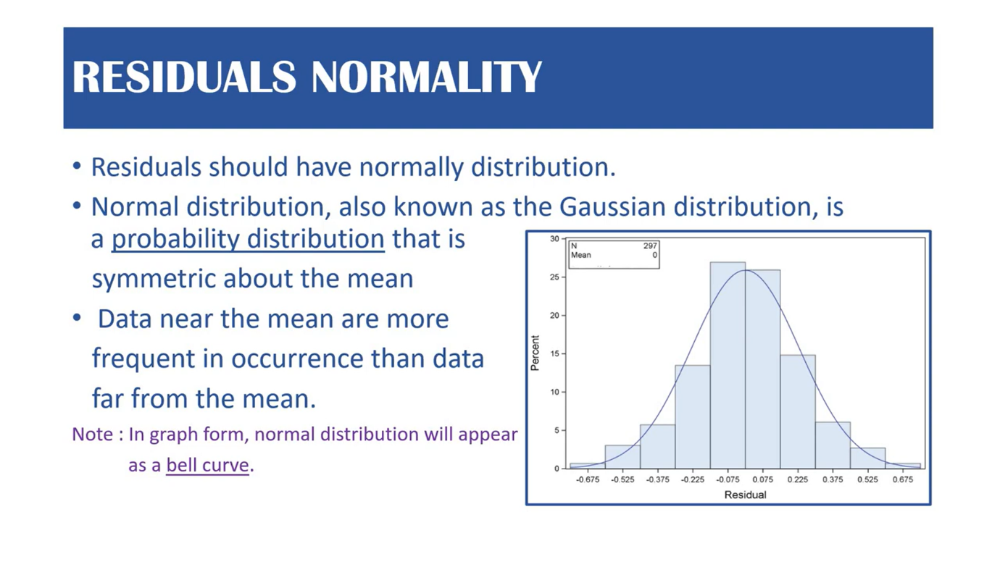 RESIDUALS NORMALITY
• Residuals should have normally distribution.
• Normal distribution, also known as the Gaussian distribution, is
a probability distribution that is
symmetric about the mean
• Data near the mean are more
frequent in occurrence than data
far from the mean.
Note : In graph form, normal distribution will appear
as a bell curve.
N 297
Mean 0
30
25
20
15
10
5
0
Percent
-0.675 -0.525 -0.375 -0.225 -0.075 0.075 0.225 0.375 0.525 0.675
Residual